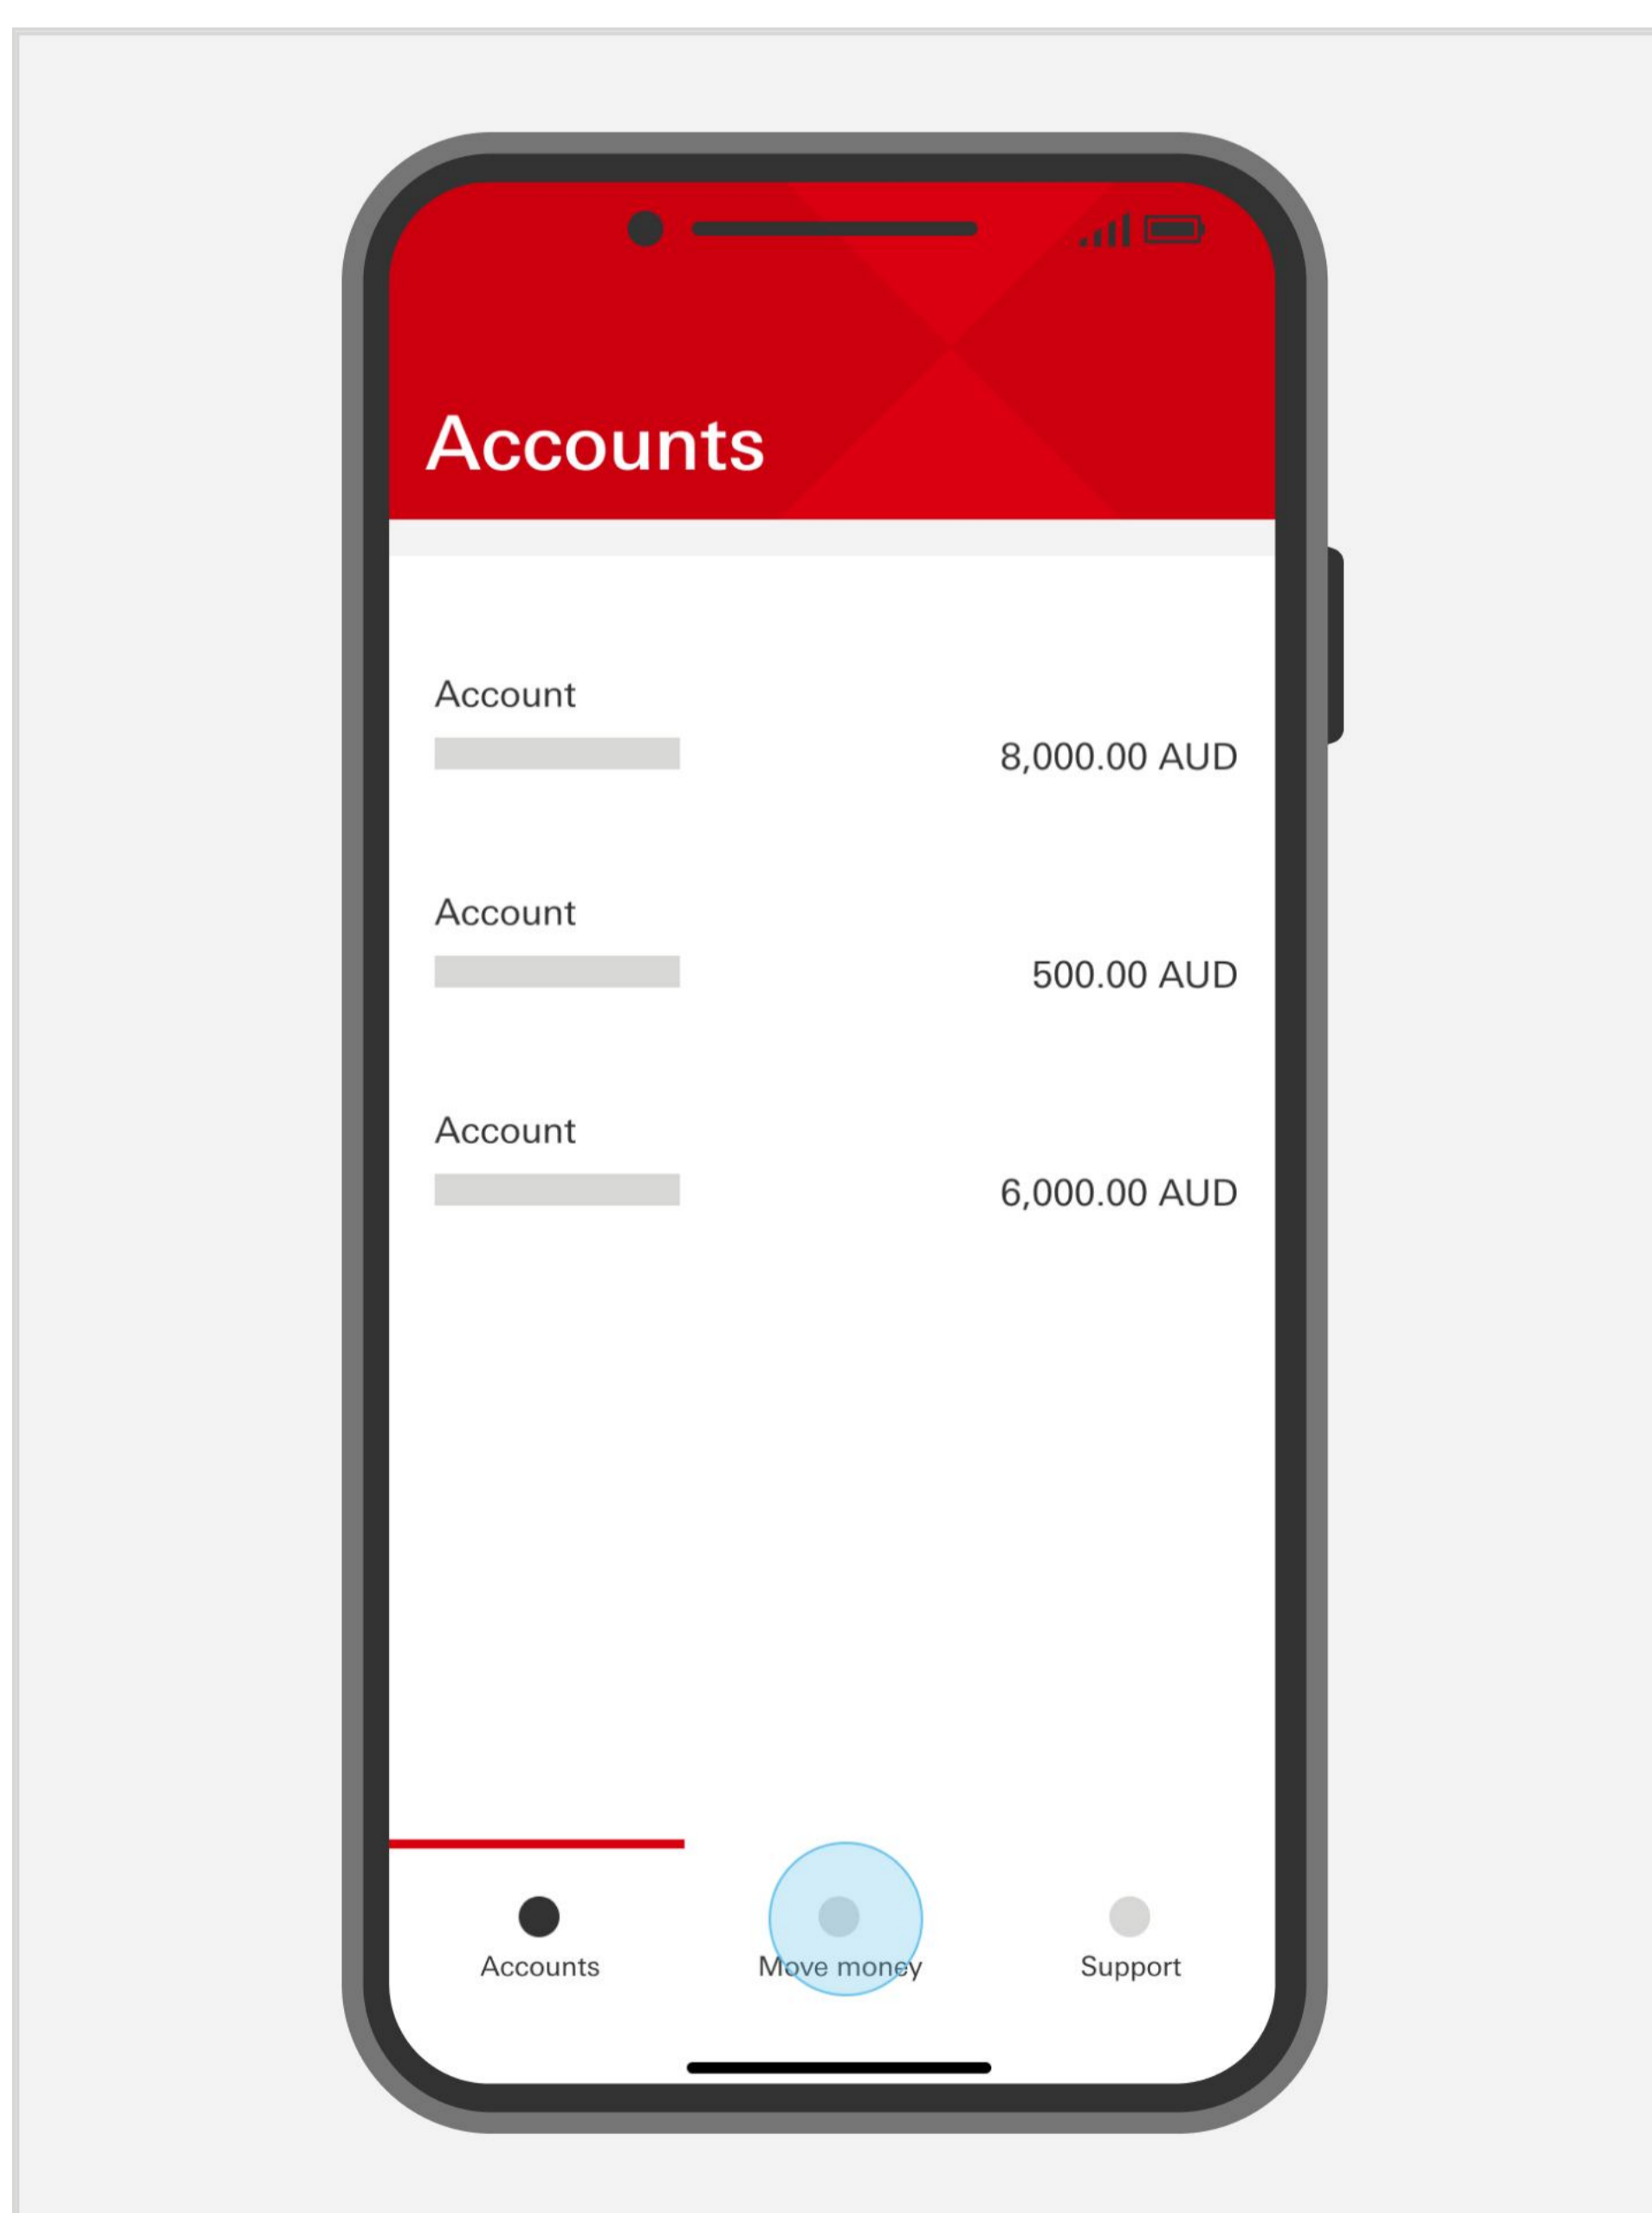 Accounts
Account
8,000.00 AUD
Account
500.00 AUD
Account
6,000.00 AUD
Accounts
Move money
Support